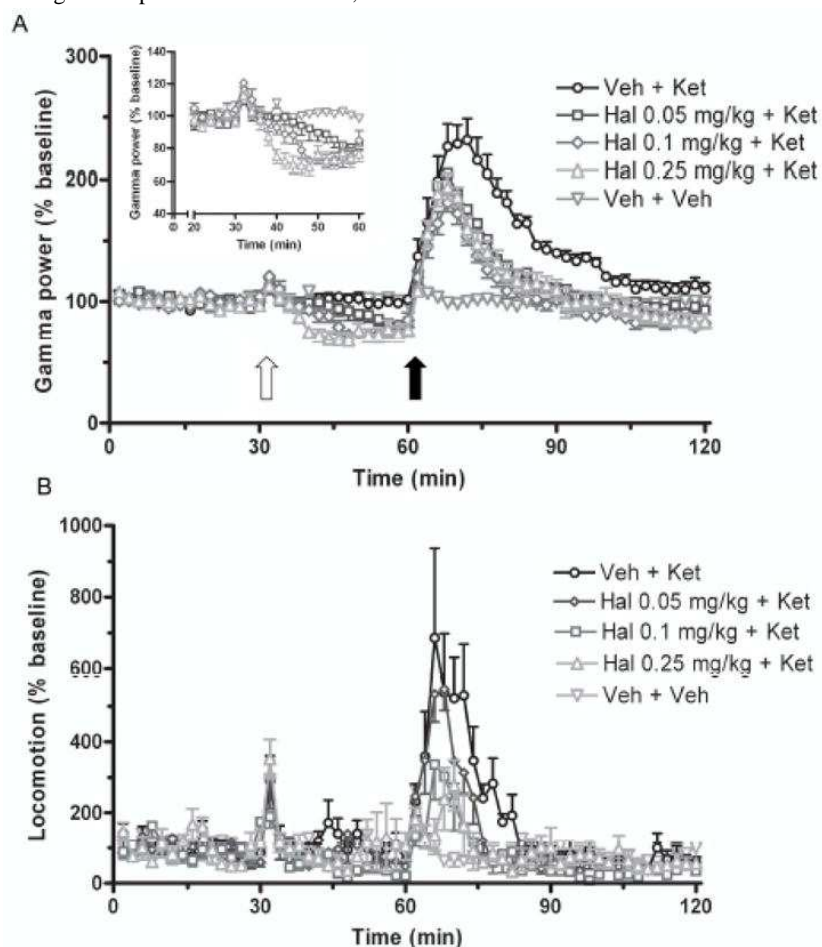 A
300
200
100
0
Gamma power (% baseline)
0
30
60
90
120
Time (min)
140
120
100
80
60
40
Gamma power (% baseline)
0
20
30
40
50
60
Time (min)
Veh + Ket
Hal 0.05 mg/kg + Ket
Hal 0.1 mg/kg + Ket
Hal 0.25 mg/kg + Ket
Veh + Veh
B
1000
800
600
400
200
0
Locomotion (% baseline)
0
30
60
90
120
Time (min)
Veh + Ket
Hal 0.05 mg/kg + Ket
Hal 0.1 mg/kg + Ket
Hal 0.25 mg/kg + Ket
Veh + Veh